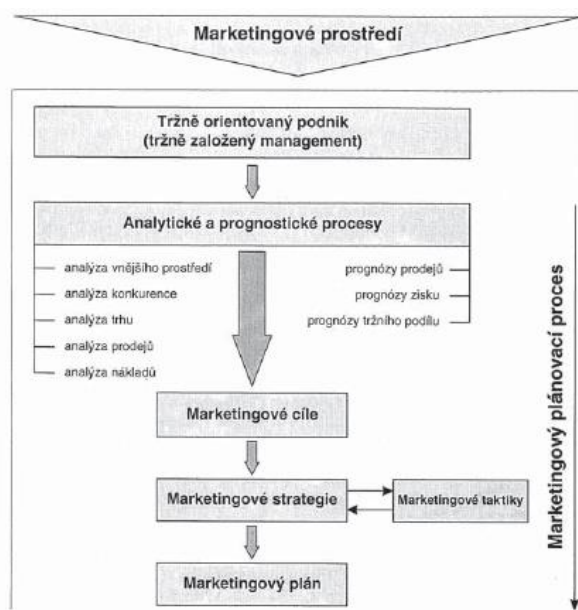 Marketingové prostředí
Tržně orientovaný podnik
(tržně založený management)
Analytické a prognostické procesy
analýza vnějšího prostředí
analýza konkurence
analýza trhu
analýza prodejů
analýza nákladů
prognózy prodejů
prognózy zisku
prognózy tržního podílu
Marketingové cíle
Marketingové strategie
Marketingové taktiky
Marketingový plán
Marketingový plánovací proces